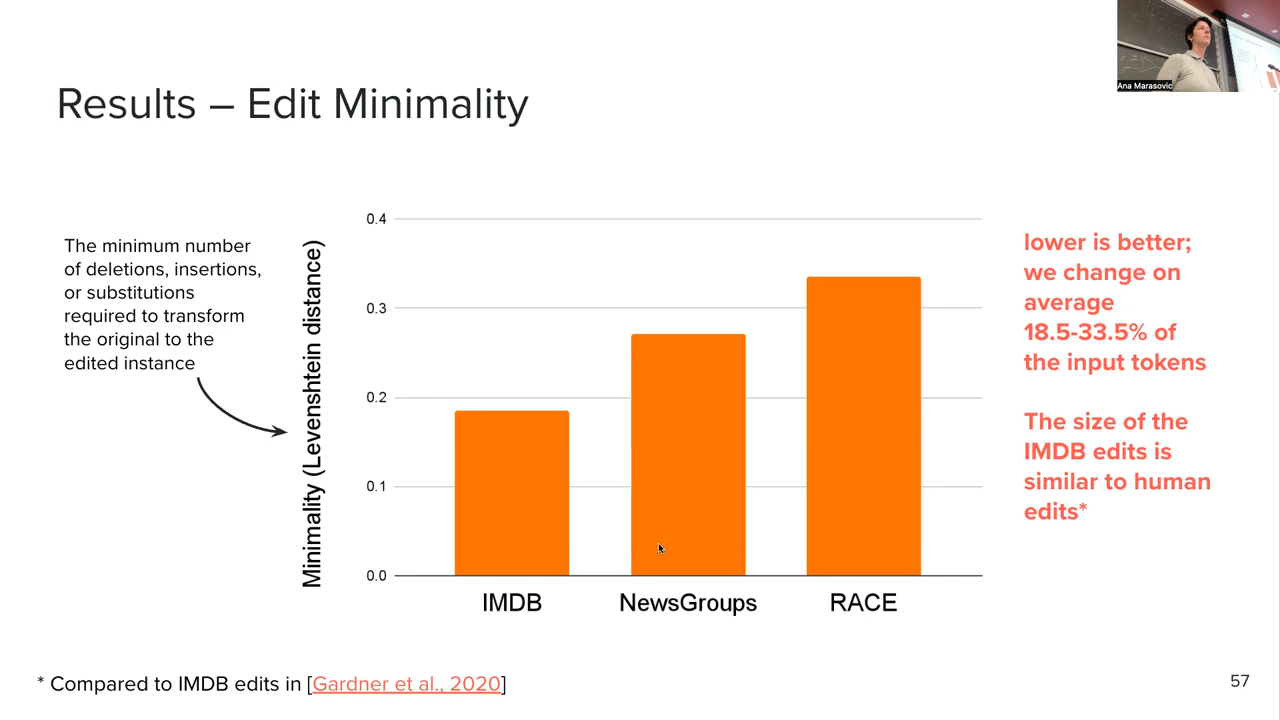 Ana Marasovic
Results – Edit Minimality
The minimum number
of deletions, insertions,
or substitutions
required to transform
the original to the
edited instance
Minimality (Levenshtein distance)
0.4
0.3
0.2
0.1
0.0
IMDB
NewsGroups
RACE
lower is better;
we change on
average
18.5-33.5% of
the input tokens
The size of the
IMDB edits is
similar to human
edits*
* Compared to IMDB edits in [Gardner et al., 2020]
57